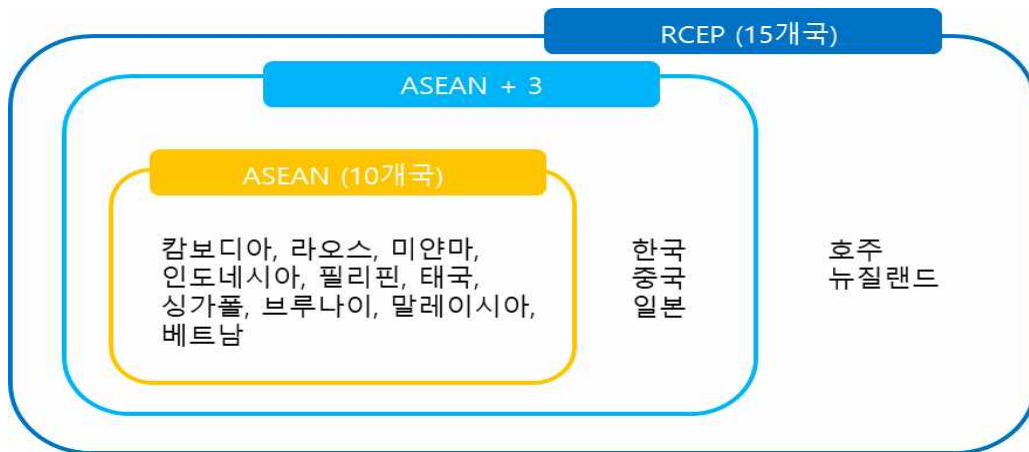 RCEP (15개국)
ASEAN + 3
ASEAN (10개국)
캄보디아, 라오스, 미얀마,
인도네시아, 필리핀, 태국,
싱가폴, 브루나이, 말레이시아,
베트남
한국
중국
일본
호주
뉴질랜드